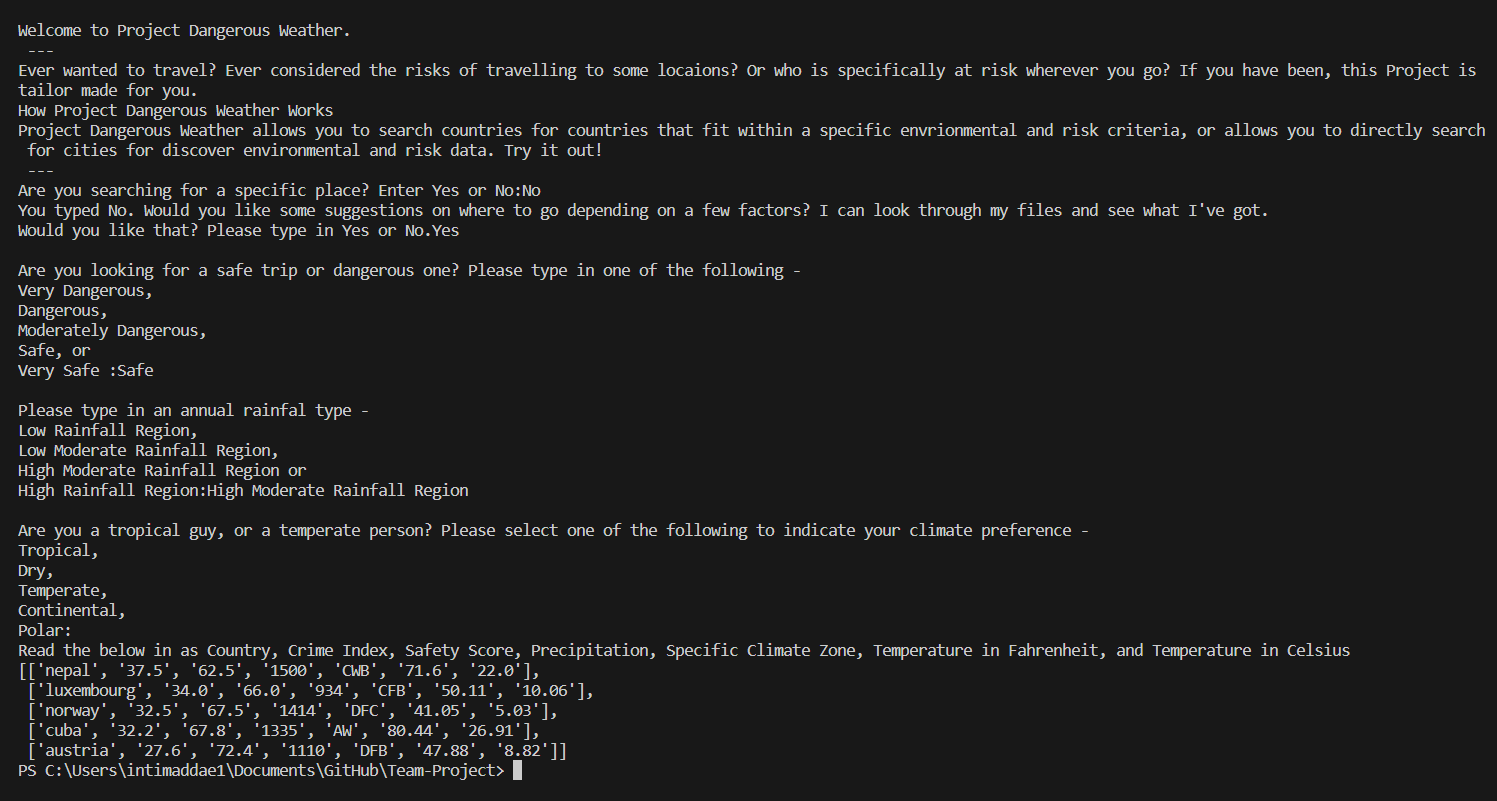 Welcome to Project Dangerous Weather.
---
Ever wanted to travel? Ever considered the risks of travelling to some locaions? Or who is specifically at risk wherever you go? If you have been, this Project is
tailor made for you.
How Project Dangerous Weather Works
Project Dangerous Weather allows you to search countries for countries that fit within a specific envrionmental and risk criteria, or allows you to directly search
for cities for discover environmental and risk data. Try it out!
---
Are you searching for a specific place? Enter Yes or No:No
You typed No. Would you like some suggestions on where to go depending on a few factors? I can look through my files and see what I've got.
Would you like that? Please type in Yes or No.Yes
Are you looking for a safe trip or dangerous one? Please type in one of the following -
Very Dangerous,
Dangerous,
Moderately Dangerous,
Safe, or
Very Safe :Safe
Please type in an annual rainfal type -
Low Rainfall Region,
Low Moderate Rainfall Region,
High Moderate Rainfall Region or
High Rainfall Region:High Moderate Rainfall Region
Are you a tropical guy, or a temperate person? Please select one of the following to indicate your climate preference -
Tropical,
Dry,
Temperate,
Continental,
Polar:
Read the below in as Country, Crime Index, Safety Score, Precipitation, Specific Climate Zone, Temperature in Fahrenheit, and Temperature in Celsius
[['nepal', '37.5', '62.5', '1500', 'CWB', '71.6', '22.0'],
['luxembourg', '34.0', '66.0', '934', 'CFB', '50.11', '10.06'],
['norway', '32.5', '67.5', '1414', 'DFC', '41.05', '5.03'],
['cuba', '32.2', '67.8', '1335', 'AW', '80.44', '26.91'],
['austria', '27.6', '72.4', '1110', 'DFB', '47.88', '8.82']]
PS C:\Users\intimaddae1\Documents\GitHub\Team-Project>